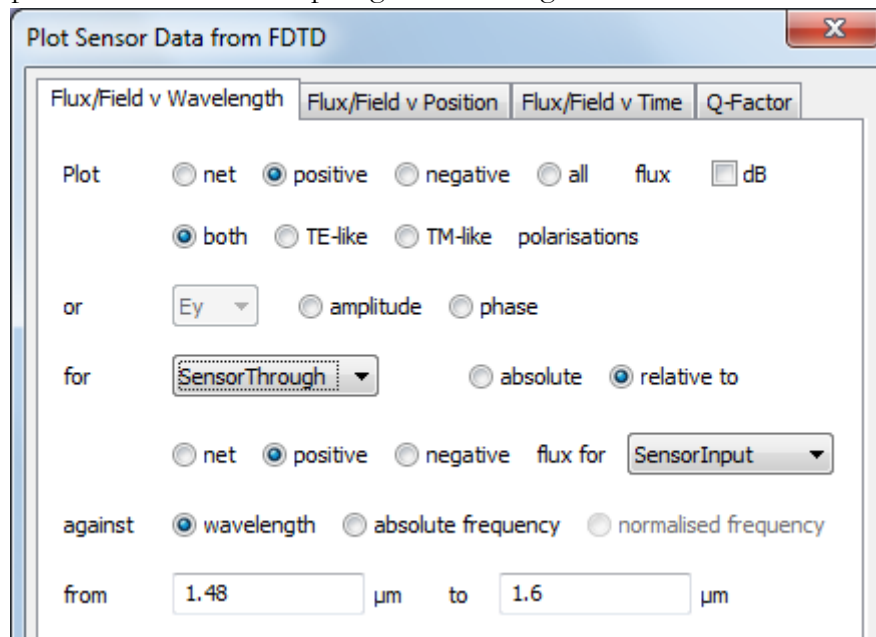 Plot Sensor Data from FDTD
Flux/Field v Wavelength Flux/Field v Position Flux/Field v Time Q-Factor
Plot net positive negative all flux dB
both TE-like TM-like polarisations
or Ey amplitude phase
for SensorThrough absolute relative to
net positive negative flux for SensorInput
against wavelength absolute frequency normalised frequency
from 1.48 µm to 1.6 µm